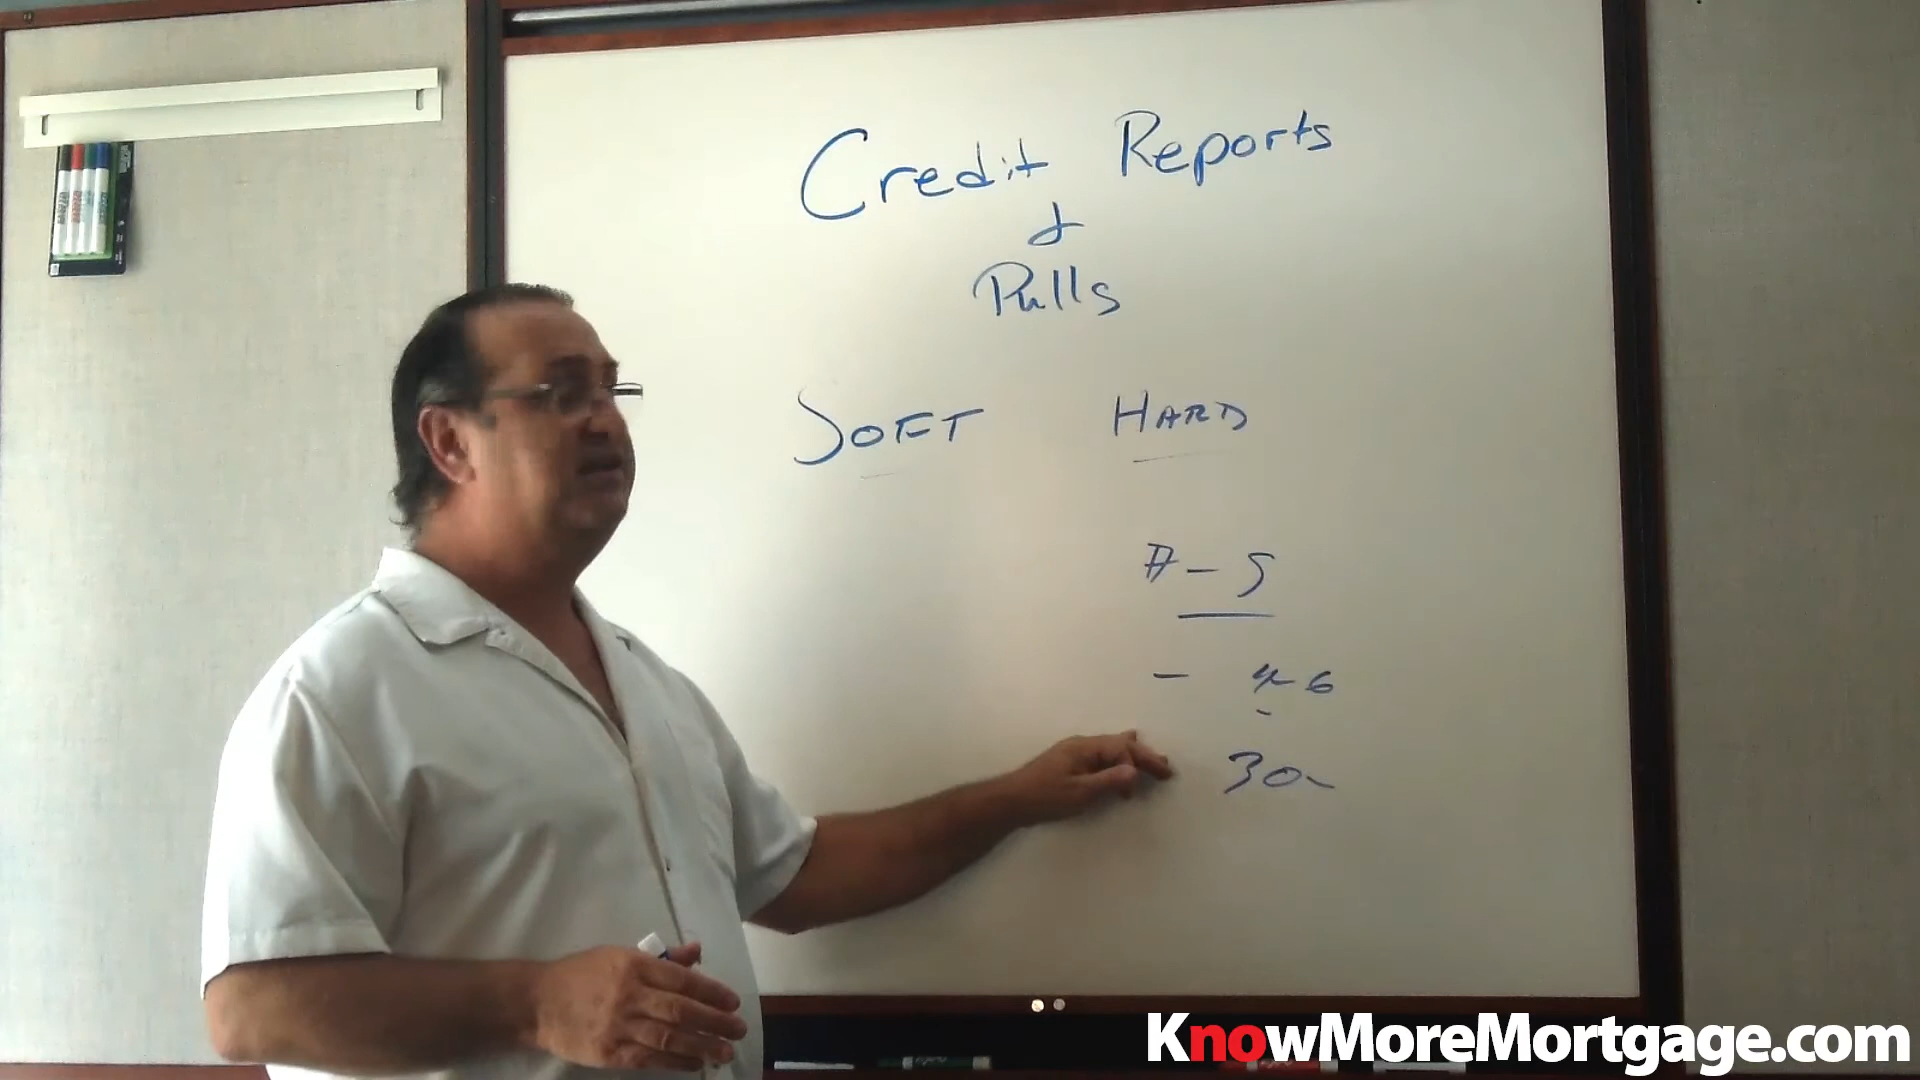 Credit Reports
&
Pulls
SOFT HARD
# - 5
- 4-6
30
KnowMoreMortgage.com